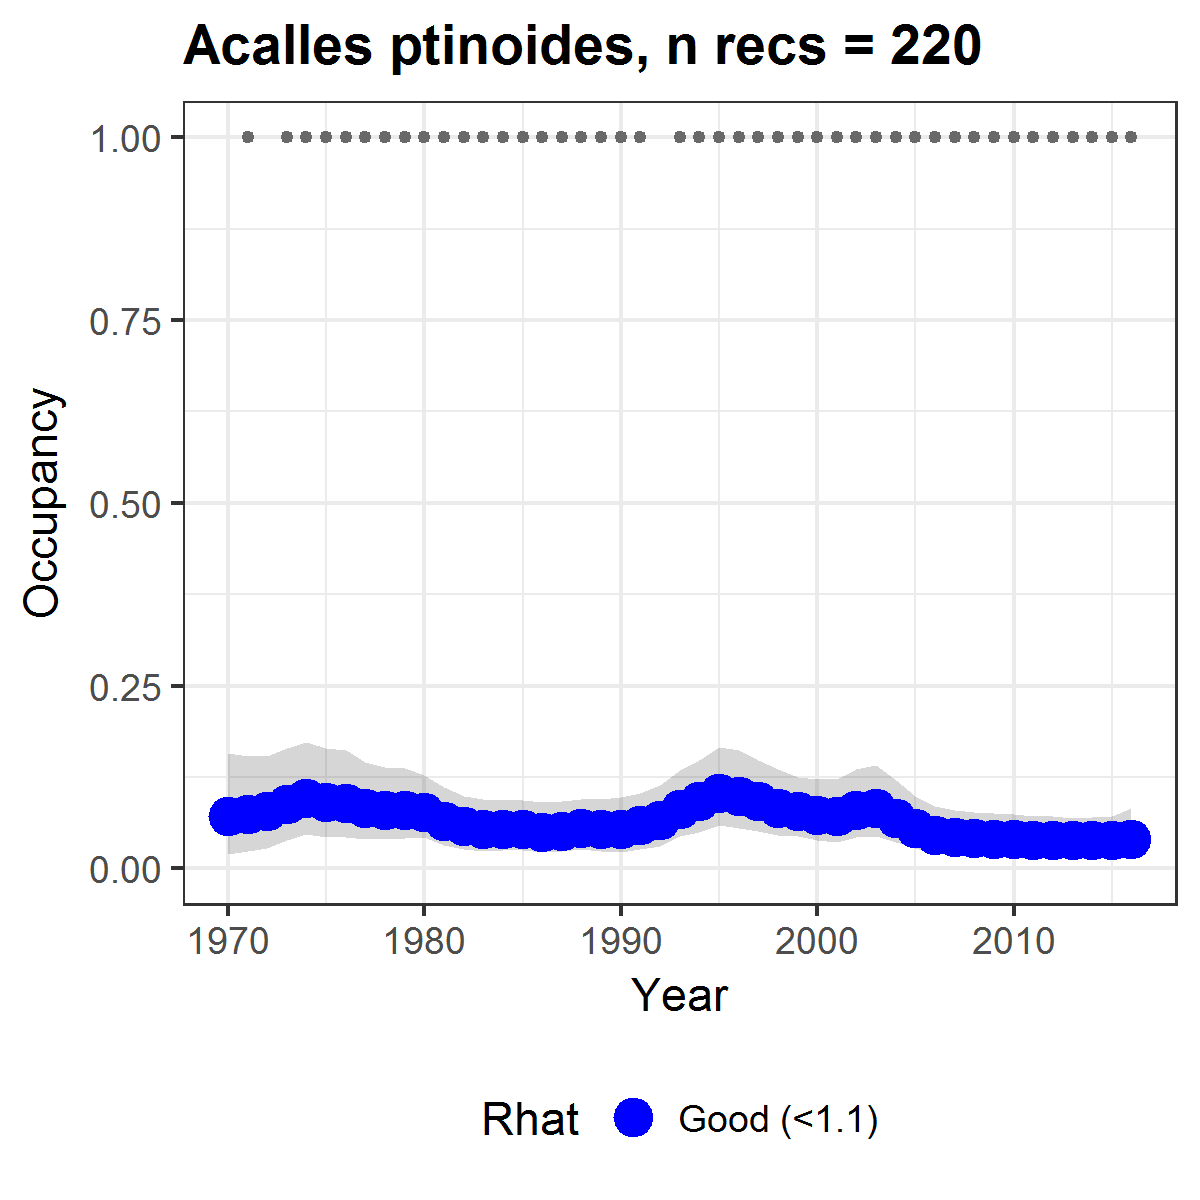 Acalles ptinoides, n recs = 220
1.00
0.75
0.50
0.25
0.00
Occupancy
1970 1980 1990 2000 2010
Year
Rhat Good (<1.1)